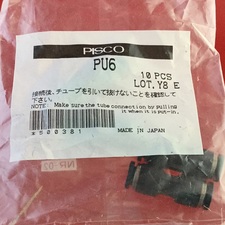 PISCO
PU6
10 PCS
LOT. Y8 E
接続後、チューブを引いて抜けないことを確認して
下さい。
NOTE: Make sure the tube connection by pulling
it when it is put-in.
*500381
MADE IN JAPAN